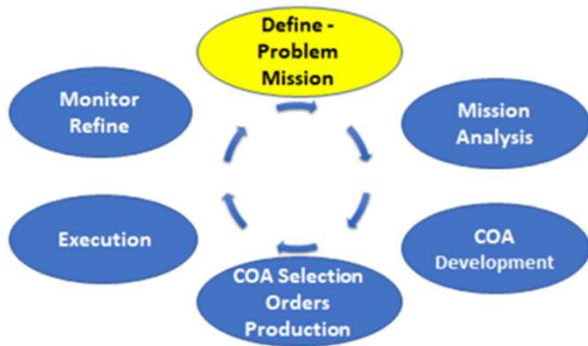 Define -
Problem
Mission
Mission
Analysis
COA
Development
COA Selection
Orders
Production
Execution
Monitor
Refine